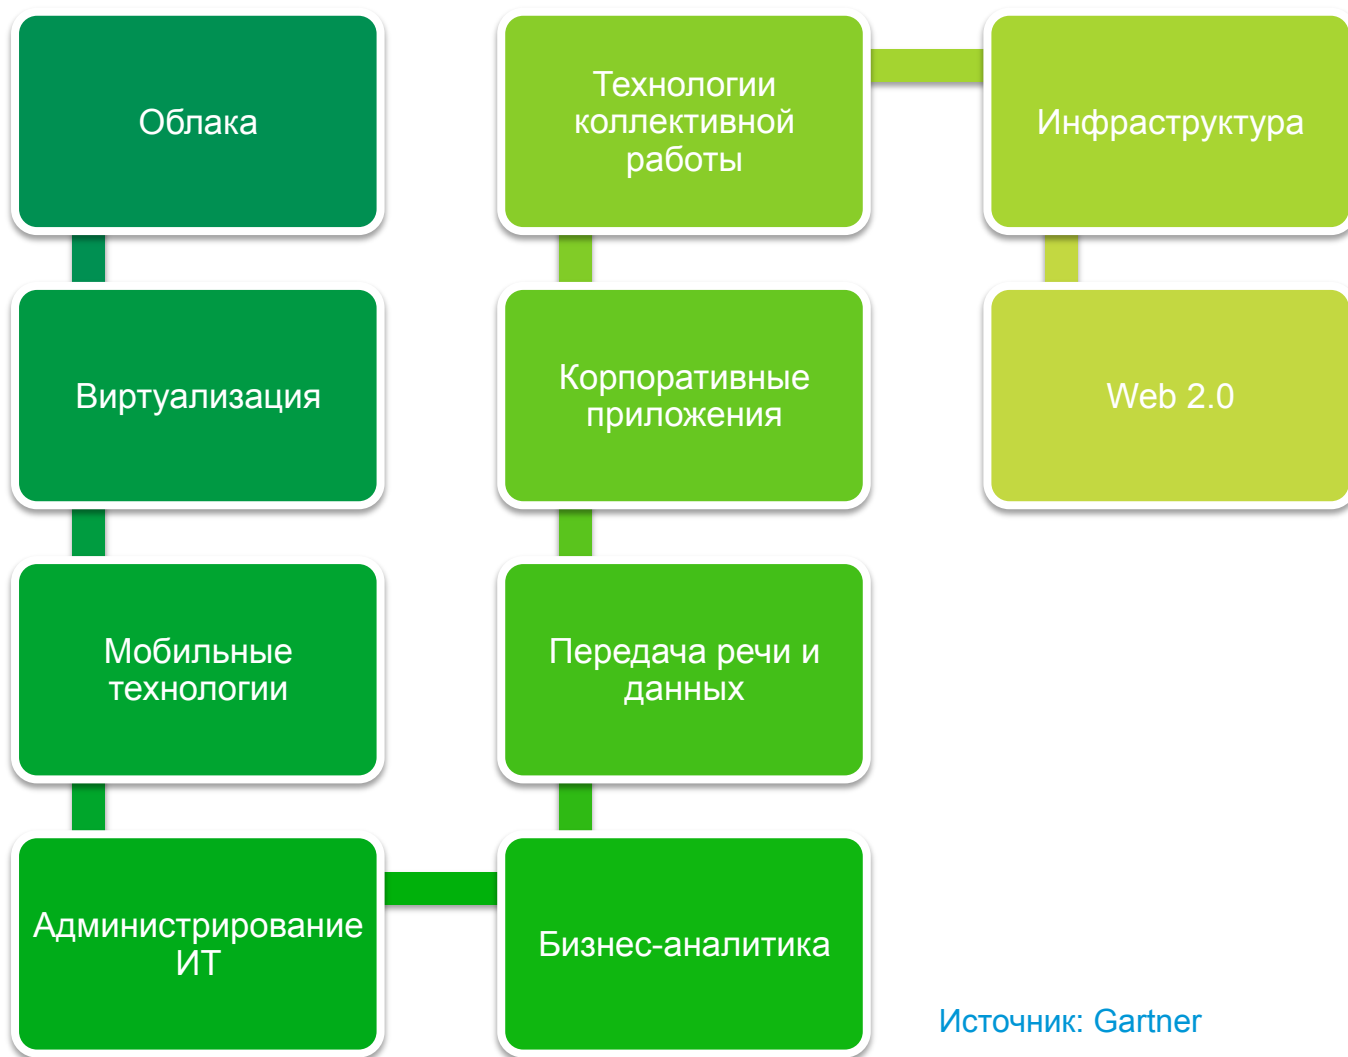 Облака
Виртуализация
Мобильные
технологии
Администрирование
ИТ
Бизнес-аналитика
Передача речи и
данных
Корпоративные
приложения
Технологии
коллективной
работы
Инфраструктура
Web 2.0
Источник: Gartner